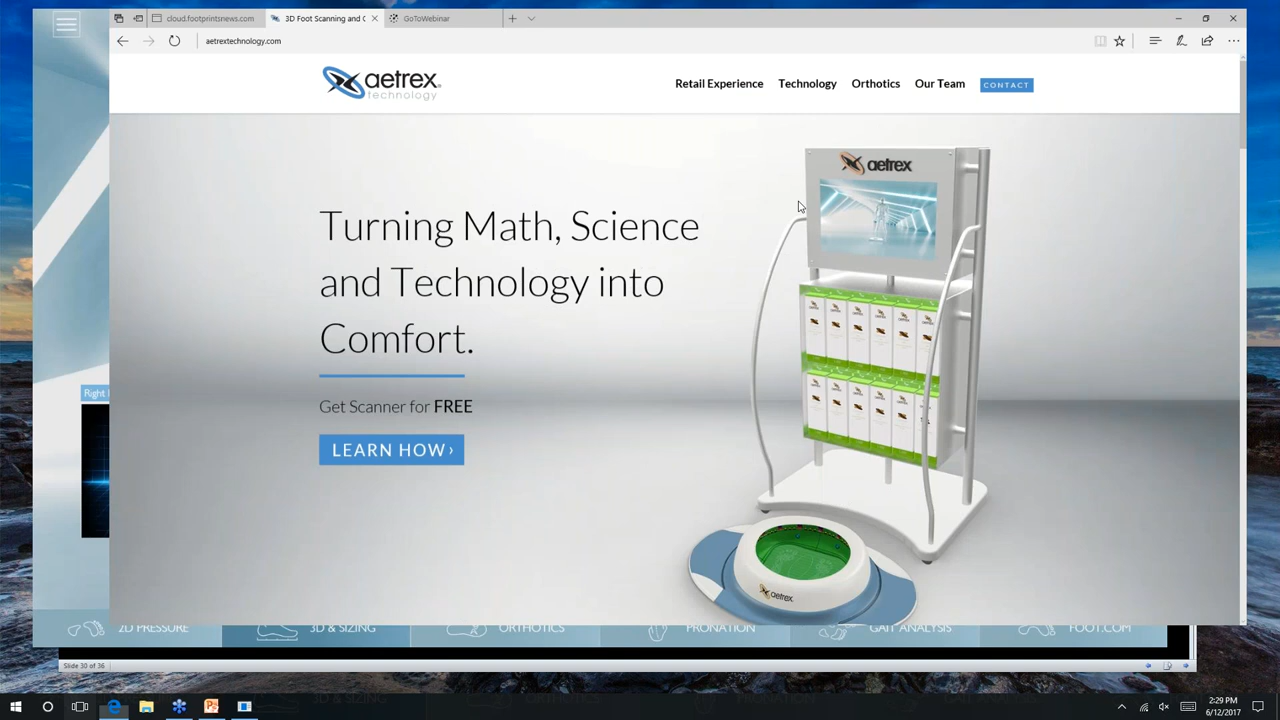 cloud.footprintsnews.com
3D Foot Scanning and C
GoToWebinar
aetrextechnology.com
aetrex
technology
Retail Experience
Technology
Orthotics
Our Team
CONTACT
aetrex
Turning Math, Science
and Technology into
Comfort.
Get Scanner for FREE
LEARN HOW ›
Right
aetrex
2D PRESSURE
3D & SIZING
ORTHOTICS
PRONATION
GAIT ANALYSIS
FOOT.COM
Slide 30 of 36
3D & SIZING
2:29 PM
6/12/2017